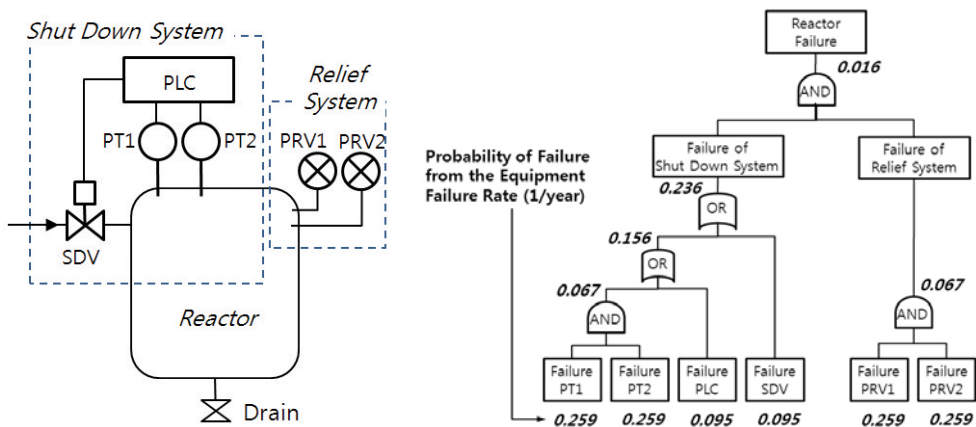 Shut Down System
PLC
PT1
PT2
SDV
Relief
System
PRV1
PRV2
Reactor
Drain
Reactor
Failure
0.016
AND
Failure of
Shut Down System
Failure of
Relief System
Probability of Failure
from the Equipment
Failure Rate (1/year)
0.236
OR
0.156
OR
0.067
AND
0.067
AND
Failure
PT1
Failure
PT2
Failure
PLC
Failure
SDV
Failure
PRV1
Failure
PRV2
0.259
0.259
0.095
0.095
0.259
0.259